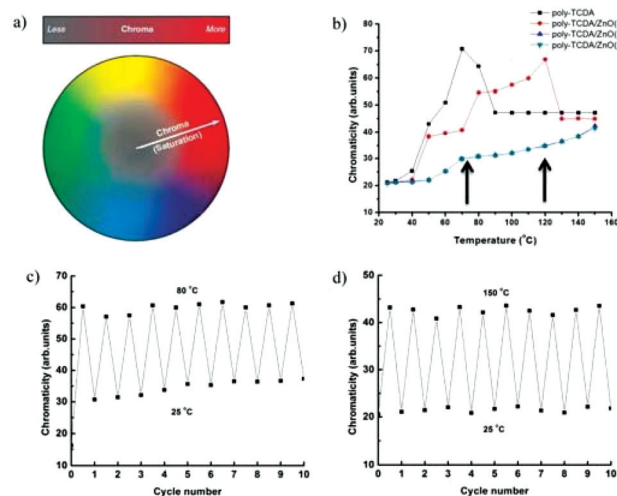 a)
Less Chroma More
Chroma
(Saturation)
b)
poly-TCDA
poly-TCDA/ZnO(
poly-TCDA/ZnO(
poly-TCDA/ZnO(
Chromaticity (arb.units)
80
70
60
50
40
30
20
10
20 40 60 80 100 120 140 160
Temperature (°C)
c)
Chromaticity (arb.units)
70
60
50
40
30
20
10
80 °C
25 °C
0 1 2 3 4 5 6 7 8 9 10
Cycle number
d)
Chromaticity (arb.units)
50
40
30
20
10
150 °C
25 °C
0 1 2 3 4 5 6 7 8 9 10
Cycle number